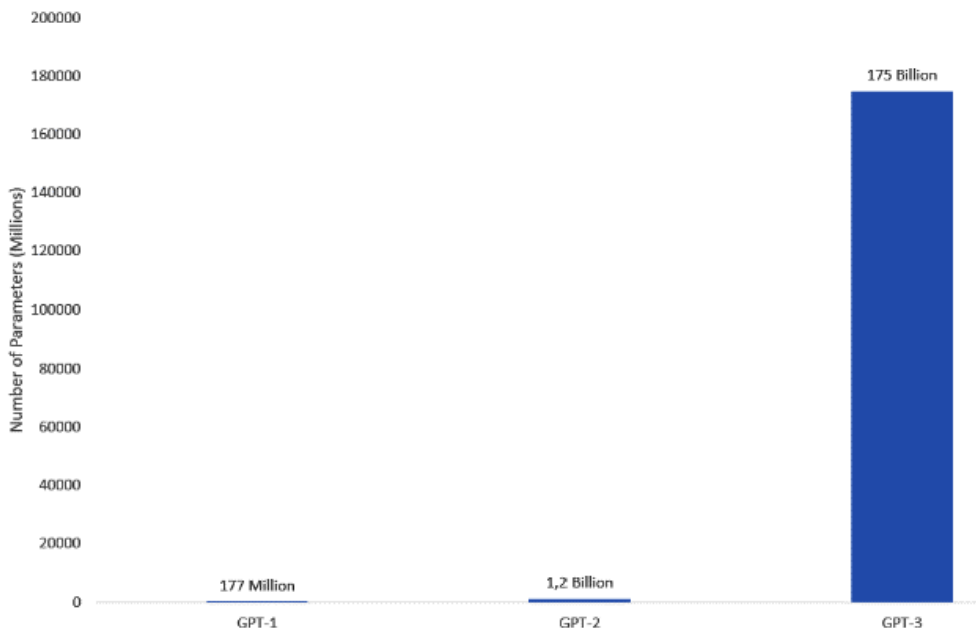 200000
180000
160000
140000
120000
100000
80000
60000
40000
20000
0
Number of Parameters (Millions)
177 Million
1,2 Billion
175 Billion
GPT-1
GPT-2
GPT-3